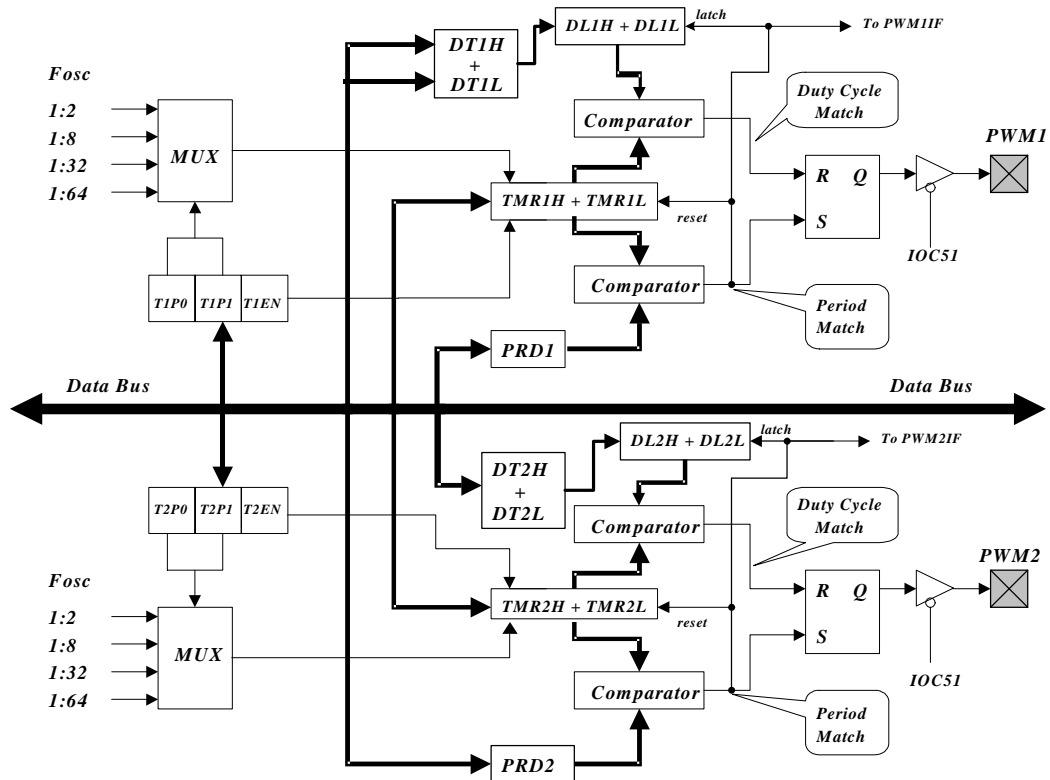 DL1H + DL1L
latch
To PWM1IF
DT1H
+
DT1L
Fosc
1:2
1:8
1:32
1:64
MUX
Comparator
Duty Cycle
Match
PWM1
R Q
S
TMR1H + TMR1L
reset
IOC51
T1P0 T1P1 T1EN
Comparator
Period
Match
PRD1
Data Bus
Data Bus
DL2H + DL2L
latch
To PWM2IF
DT2H
+
DT2L
T2P0 T2P1 T2EN
Comparator
Duty Cycle
Match
PWM2
Fosc
1:2
1:8
1:32
1:64
MUX
TMR2H + TMR2L
reset
R Q
S
IOC51
Comparator
Period
Match
PRD2